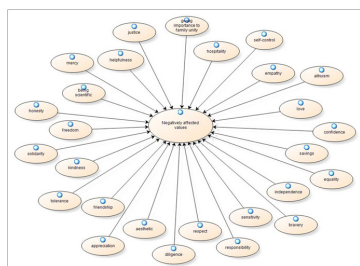 justice
giving
importance to
family unity
self-control
mercy
helpfulness
hospitality
empathy
altruism
being
scientific
honesty
love
freedom
Negatively affected
values
confidence
solidarity
savings
kindness
equality
tolerance
independence
friendship
sensitivity
bravery
aesthetic
respect
appreciation
responsibility
diligence